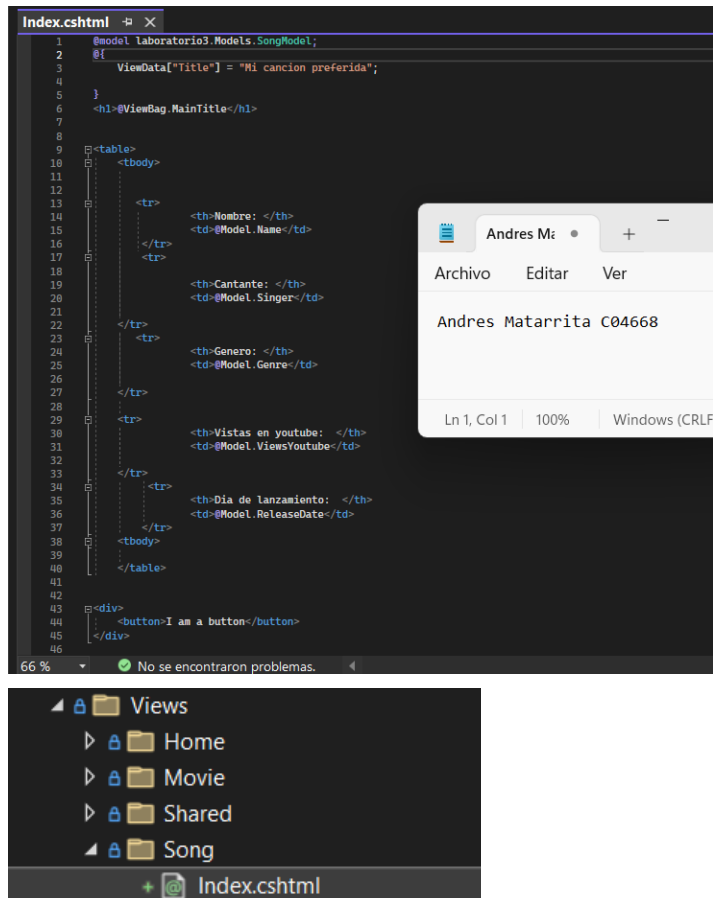 Index.cshtml
1 @model laboratorio3.Models.SongModel;
2 @{
3 ViewData["Title"] = "Mi cancion preferida";
4
5 }
6 <h1>@ViewBag.MainTitle</h1>
7
8
9 <table>
10 <tbody>
11
12
13 <tr>
14 <th>Nombre: </th>
15 <td>@Model.Name</td>
16 </tr>
17 <tr>
18
19 <th>Cantante: </th>
20 <td>@Model.Singer</td>
21
22 </tr>
23 <tr>
24 <th>Genero: </th>
25 <td>@Model.Genre</td>
26
27 </tr>
28
29 <tr>
30 <th>Vistas en youtube:  </th>
31 <td>@Model.ViewsYoutube</td>
32
33 </tr>
34 <tr>
35 <th>Dia de lanzamiento:  </th>
36 <td>@Model.ReleaseDate</td>
37 </tr>
38 <tbody>
39
40 </table>
41
42
43 <div>
44 <button>I am a button</button>
45 </div>
46
66 % No se encontraron problemas.
Andres Ma
Archivo Editar Ver
Andres Matarrita C04668
Ln 1, Col 1 100% Windows (CRLF
Views
Home
Movie
Shared
Song
Index.cshtml